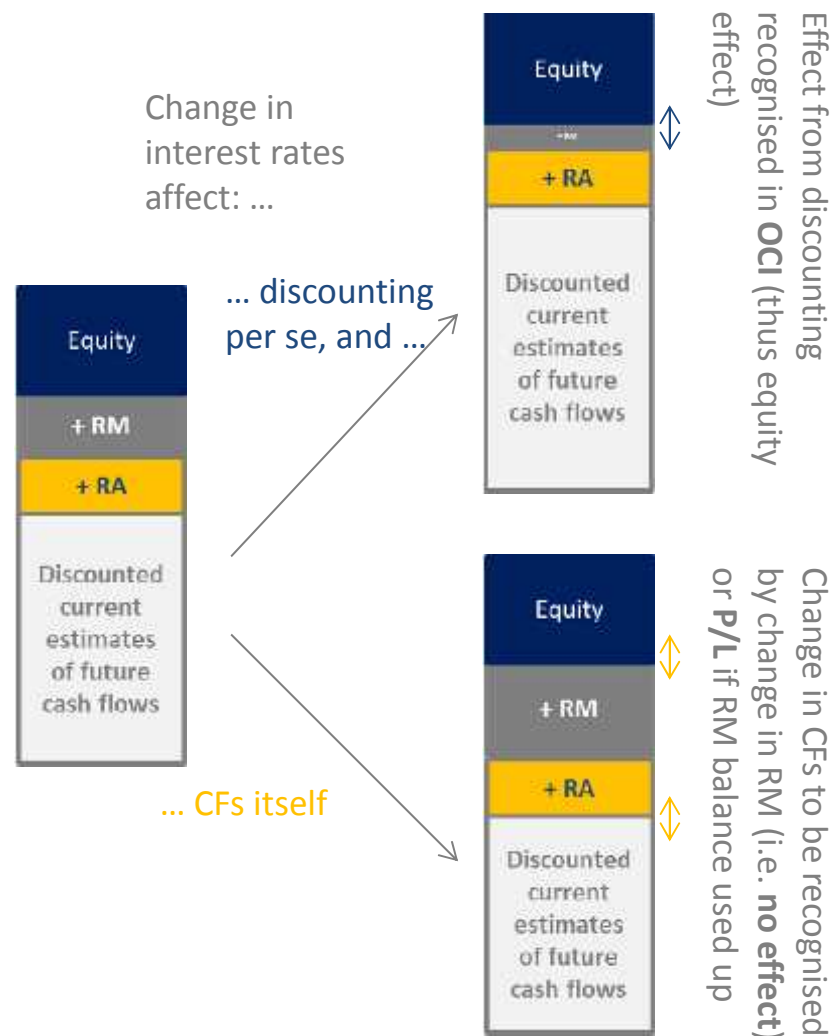 Change in
interest rates
affect: ...
Equity
+ RM
+ RA
Discounted
current
estimates
of future
cash flows
... discounting
per se, and ...
... CFs itself
Equity
+ RA
Discounted
current
estimates
of future
cash flows
Effect from discounting
recognised in OCI (thus equity
effect)
Equity
+ RM
+ RA
Discounted
current
estimates
of future
cash flows
Change in CFs to be recognised
by change in RM (i.e. no effect)
or P/L if RM balance used up